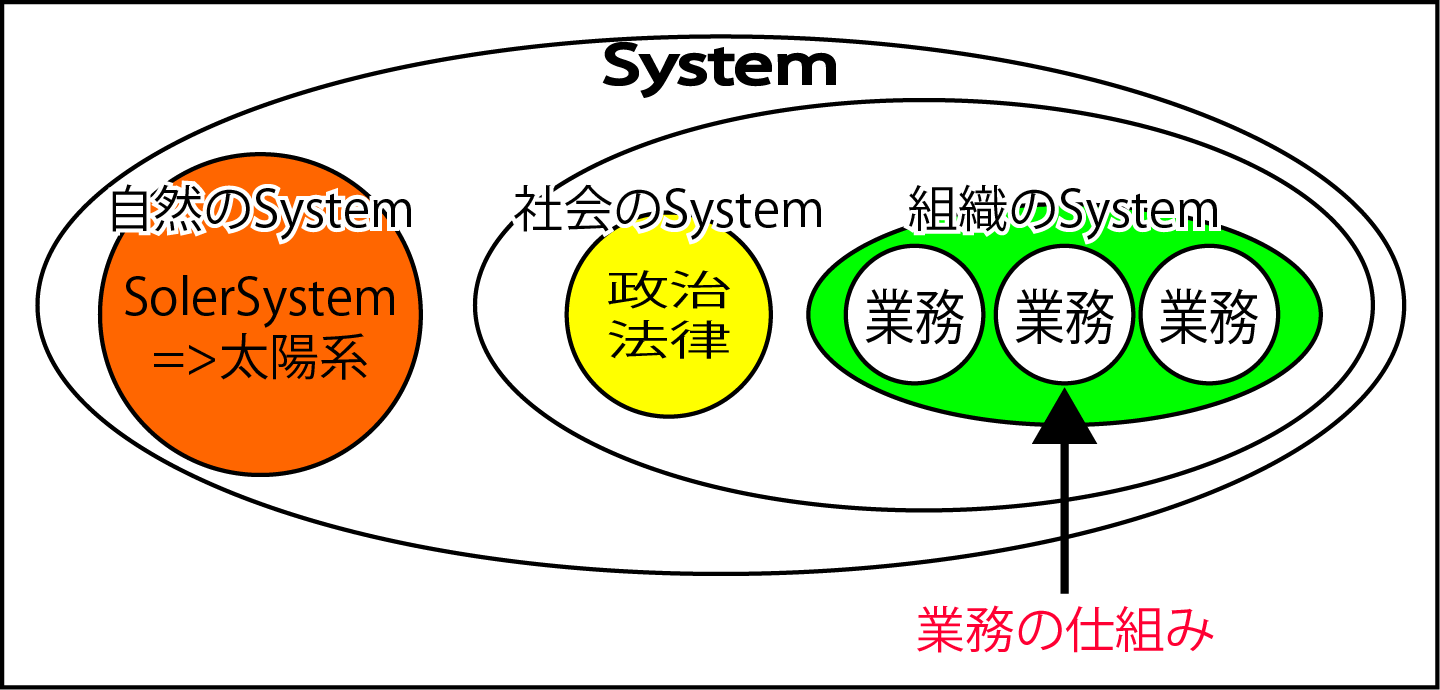 System
自然のSystem
SolerSystem
=>太陽系
社会のSystem
政治
法律
組織のSystem
業務
業務
業務
業務の仕組み